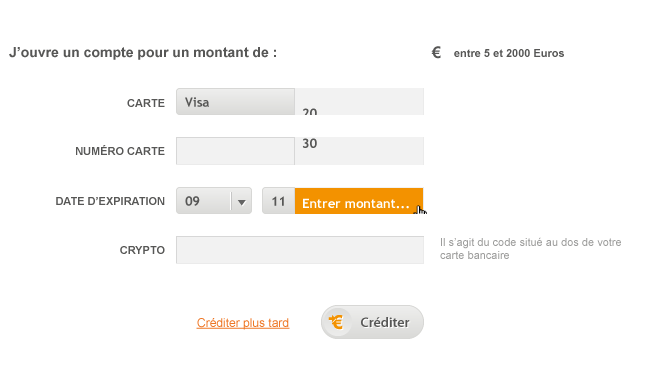 J’ouvre un compte pour un montant de :
€ entre 5 et 2000 Euros
CARTE Visa
20
NUMÉRO CARTE 30
DATE D’EXPIRATION 09 11 Entrer montant...
CRYPTO
Il s’agit du code situé au dos de votre
carte bancaire
Créditer plus tard
€ Créditer